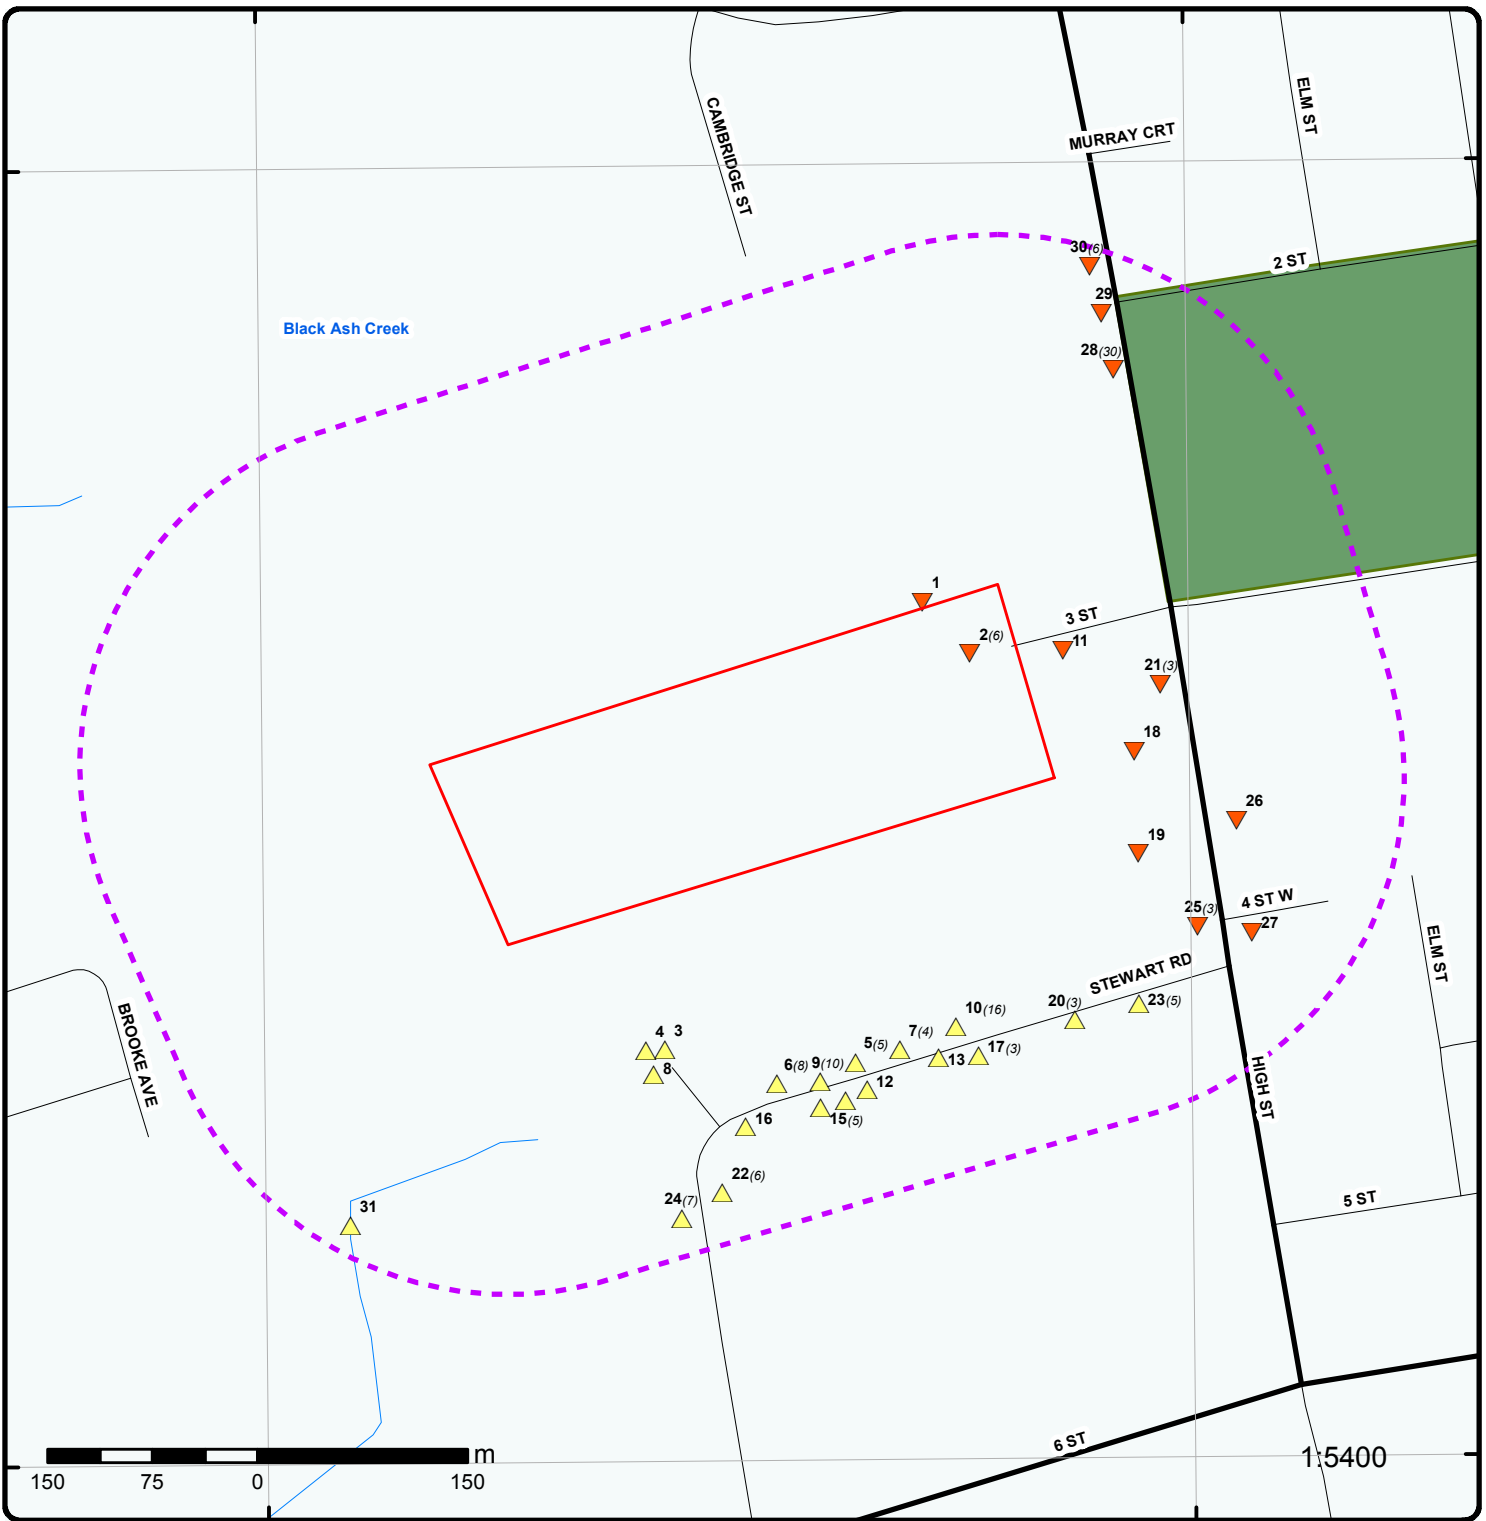 ELM ST
CAMBRIDGE ST
MURRAY CRT
30(6)
2 ST
29
Black Ash Creek
28(30)
1
3 ST
2(6)
11
21(3)
18
26
19
4 ST W
25(3)
27
ELM ST
STEWART RD
BROOKE AVE
10(16)
20(3)
23(5)
4
3
7(4)
5(5)
17(3)
13
6(8)
9(10)
8
12
HIGH ST
16
15(5)
22(6)
24(7)
31
5 ST
6 ST
m
1:5400
150 75 0 150